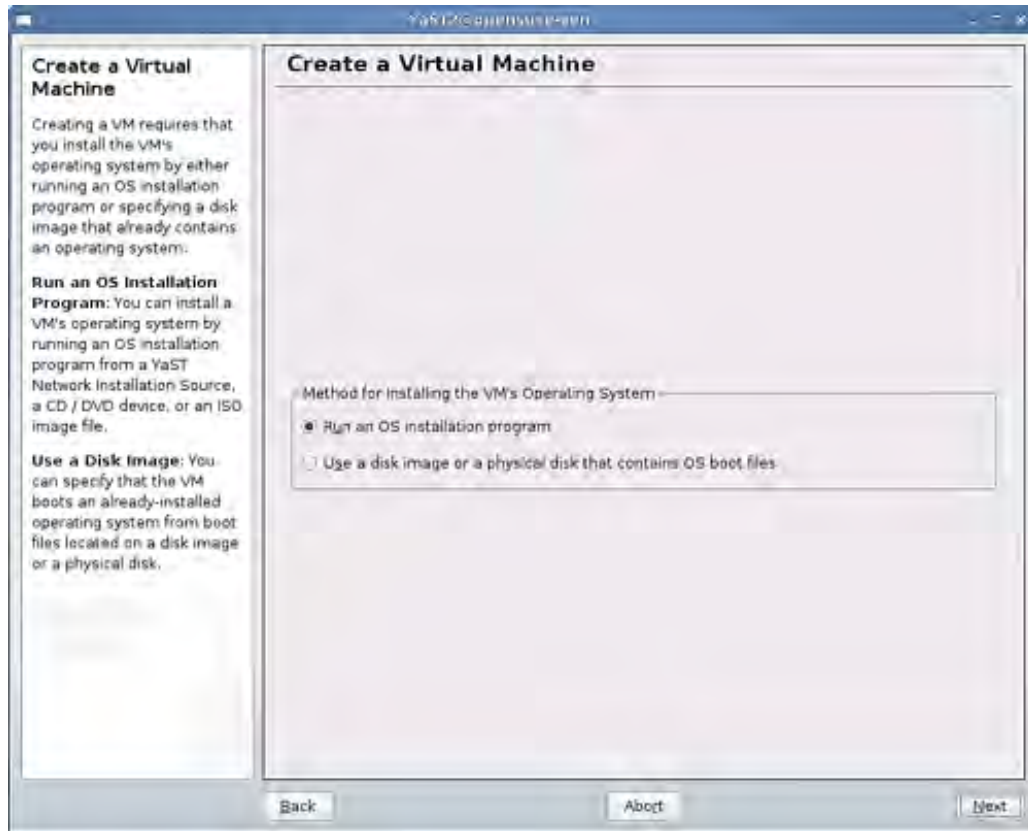 YaST2@opensuse-xen
Create a Virtual
Machine
Creating a VM requires that
you install the VM's
operating system by either
running an OS installation
program or specifying a disk
image that already contains
an operating system.
Run an OS Installation
Program: You can install a
VM's operating system by
running an OS installation
program from a YaST
Network Installation Source,
a CD / DVD device, or an ISO
image file.
Use a Disk Image: You
can specify that the VM
boots an already-installed
operating system from boot
files located on a disk image
or a physical disk.
Create a Virtual Machine
Method for Installing the VM's Operating System
Run an OS installation program
Use a disk image or a physical disk that contains OS boot files
Back
Abort
Next